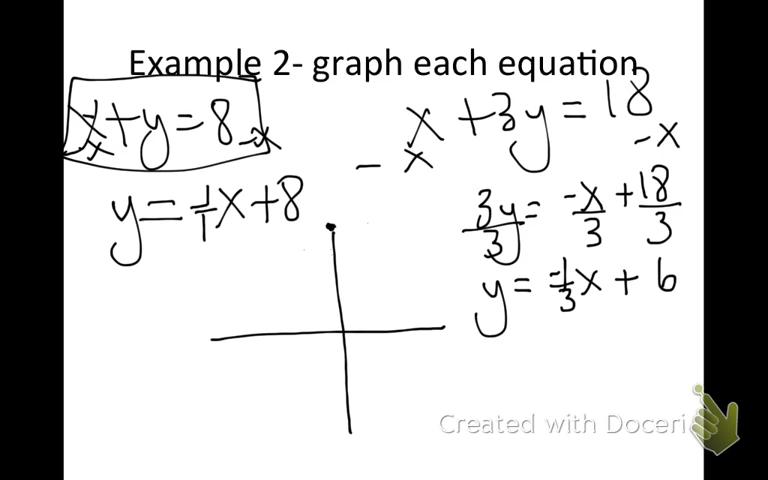 Example 2- graph each equation
x+y=8-x
-x
y=-1/1x+8
x+3y=18
-x -x
3y/3=-x/3+18/3
y=-1/3x+6
Created with Doceri